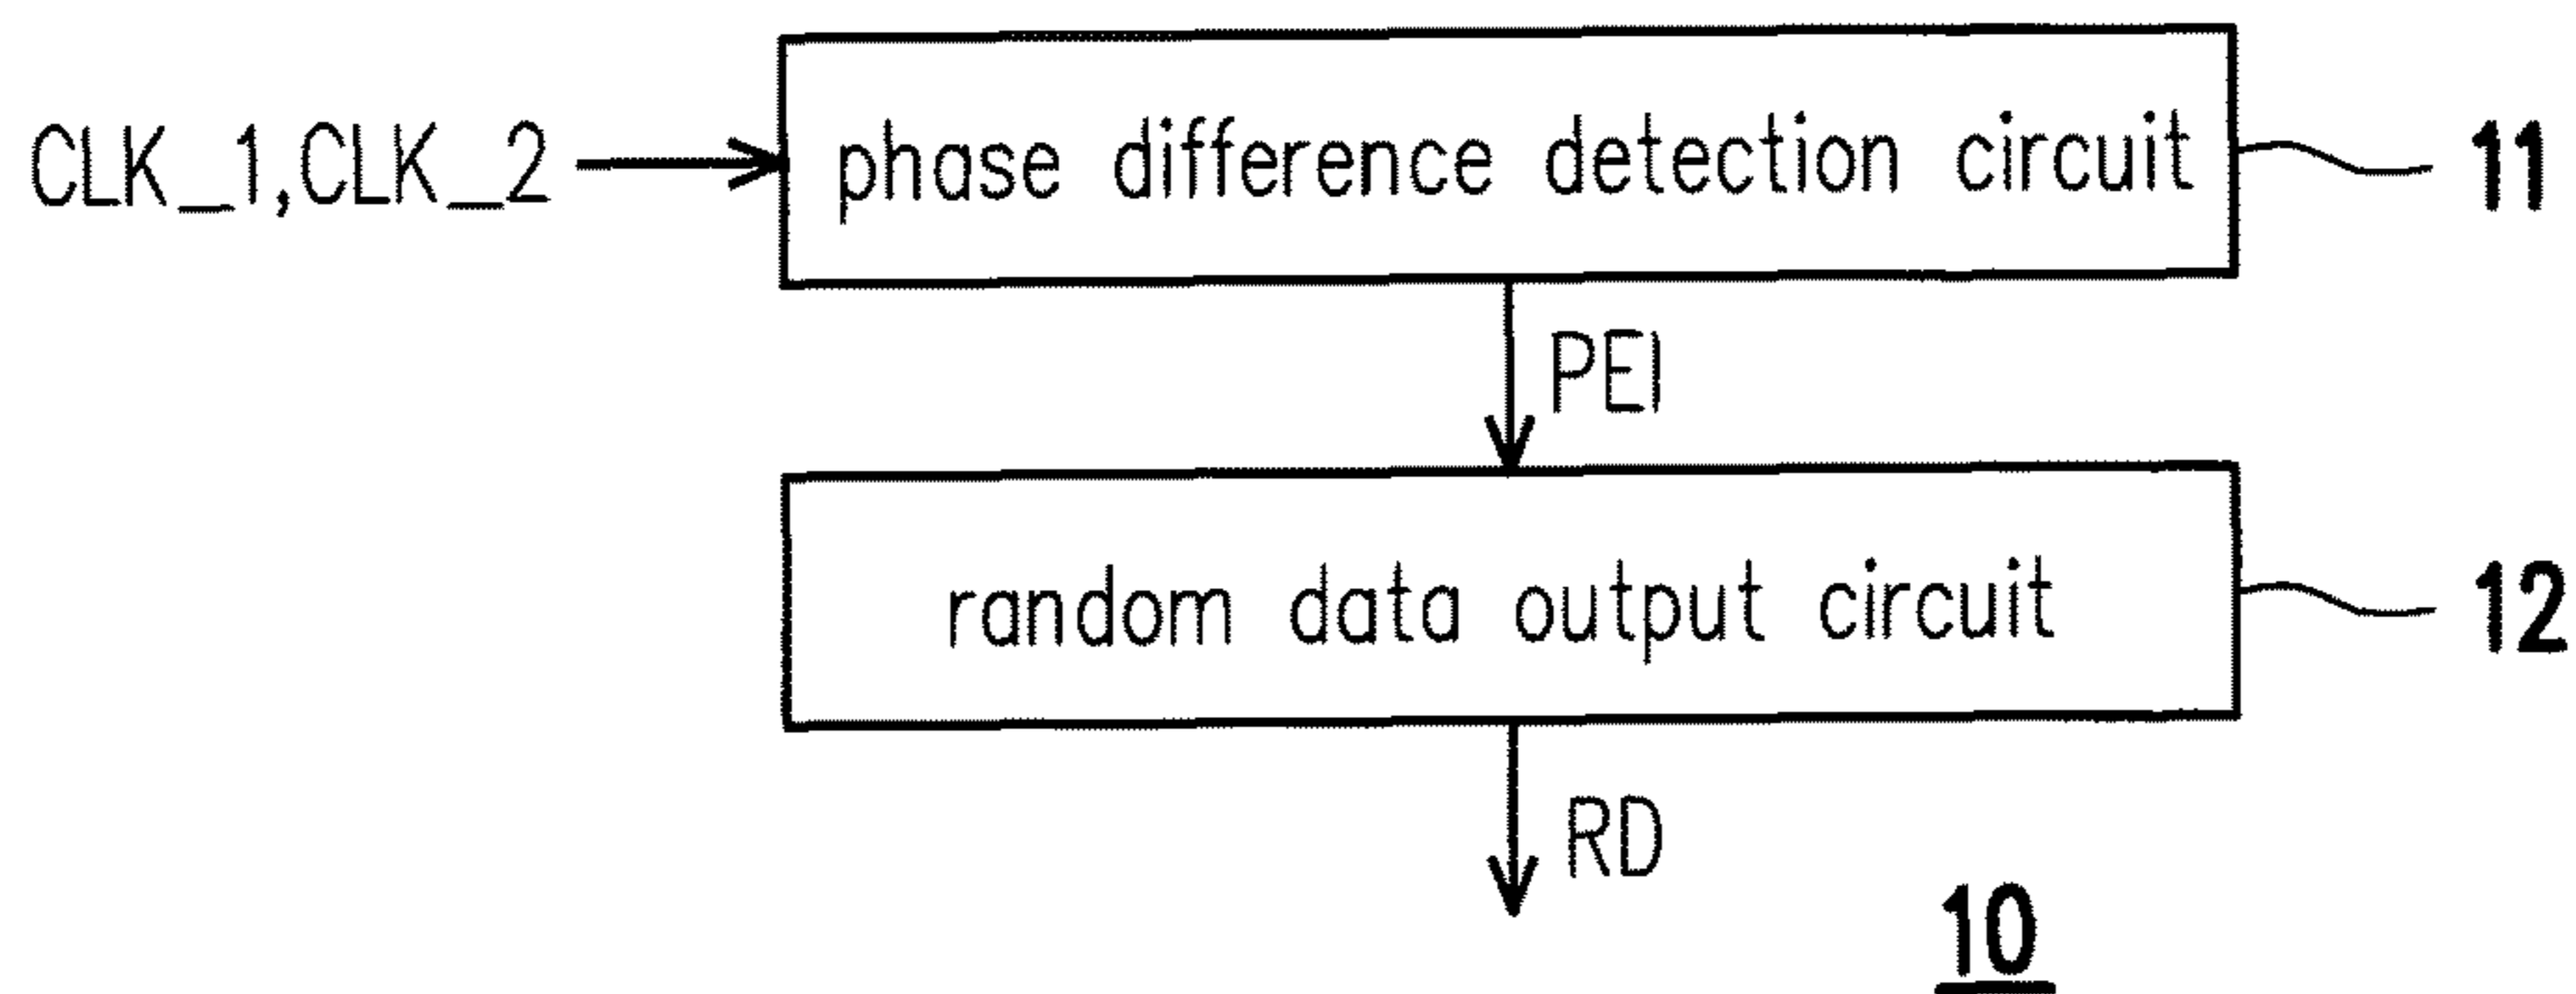 CLK_1,CLK_2
phase difference detection circuit
11
PEI
random data output circuit
12
RD
10